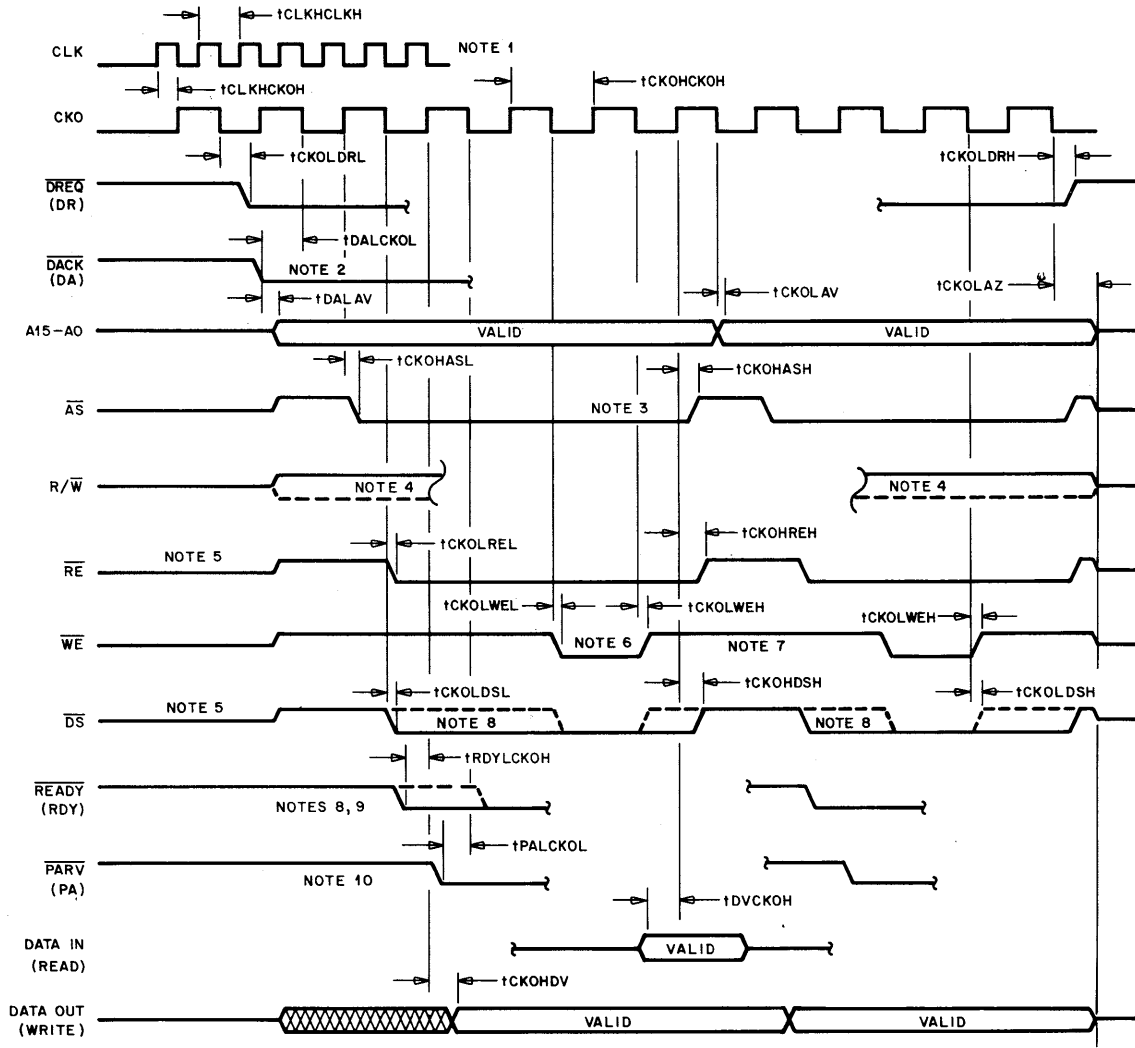 tCLKHCLKH
CLK
NOTE 1
tCKOHCKOH
tCLKHCKOH
CKO
tCKOLDRL
tCKOLDRH
DREQ
(DR)
tDALCKOL
DACK
(DA)
NOTE 2
tCKOLAV
tCKOLAZ
tDALAV
A15-A0
VALID
VALID
tCKOHASL
tCKOHASH
AS
NOTE 3
R/W
NOTE 4
NOTE 4
tCKOLREL
tCKOHREH
NOTE 5
RE
tCKOLWEL
tCKOLWEH
tCKOLWEH
WE
NOTE 6
NOTE 7
tCKOLDSL
tCKOHDSH
tCKOLDSH
NOTE 5
DS
NOTE 8
NOTE 8
tRDYLCKOH
READY
(RDY)
NOTES 8, 9
tPALCKOL
PARV
(PA)
NOTE 10
tDVCKOH
DATA IN
(READ)
VALID
tCKOHDV
DATA OUT
(WRITE)
VALID
VALID